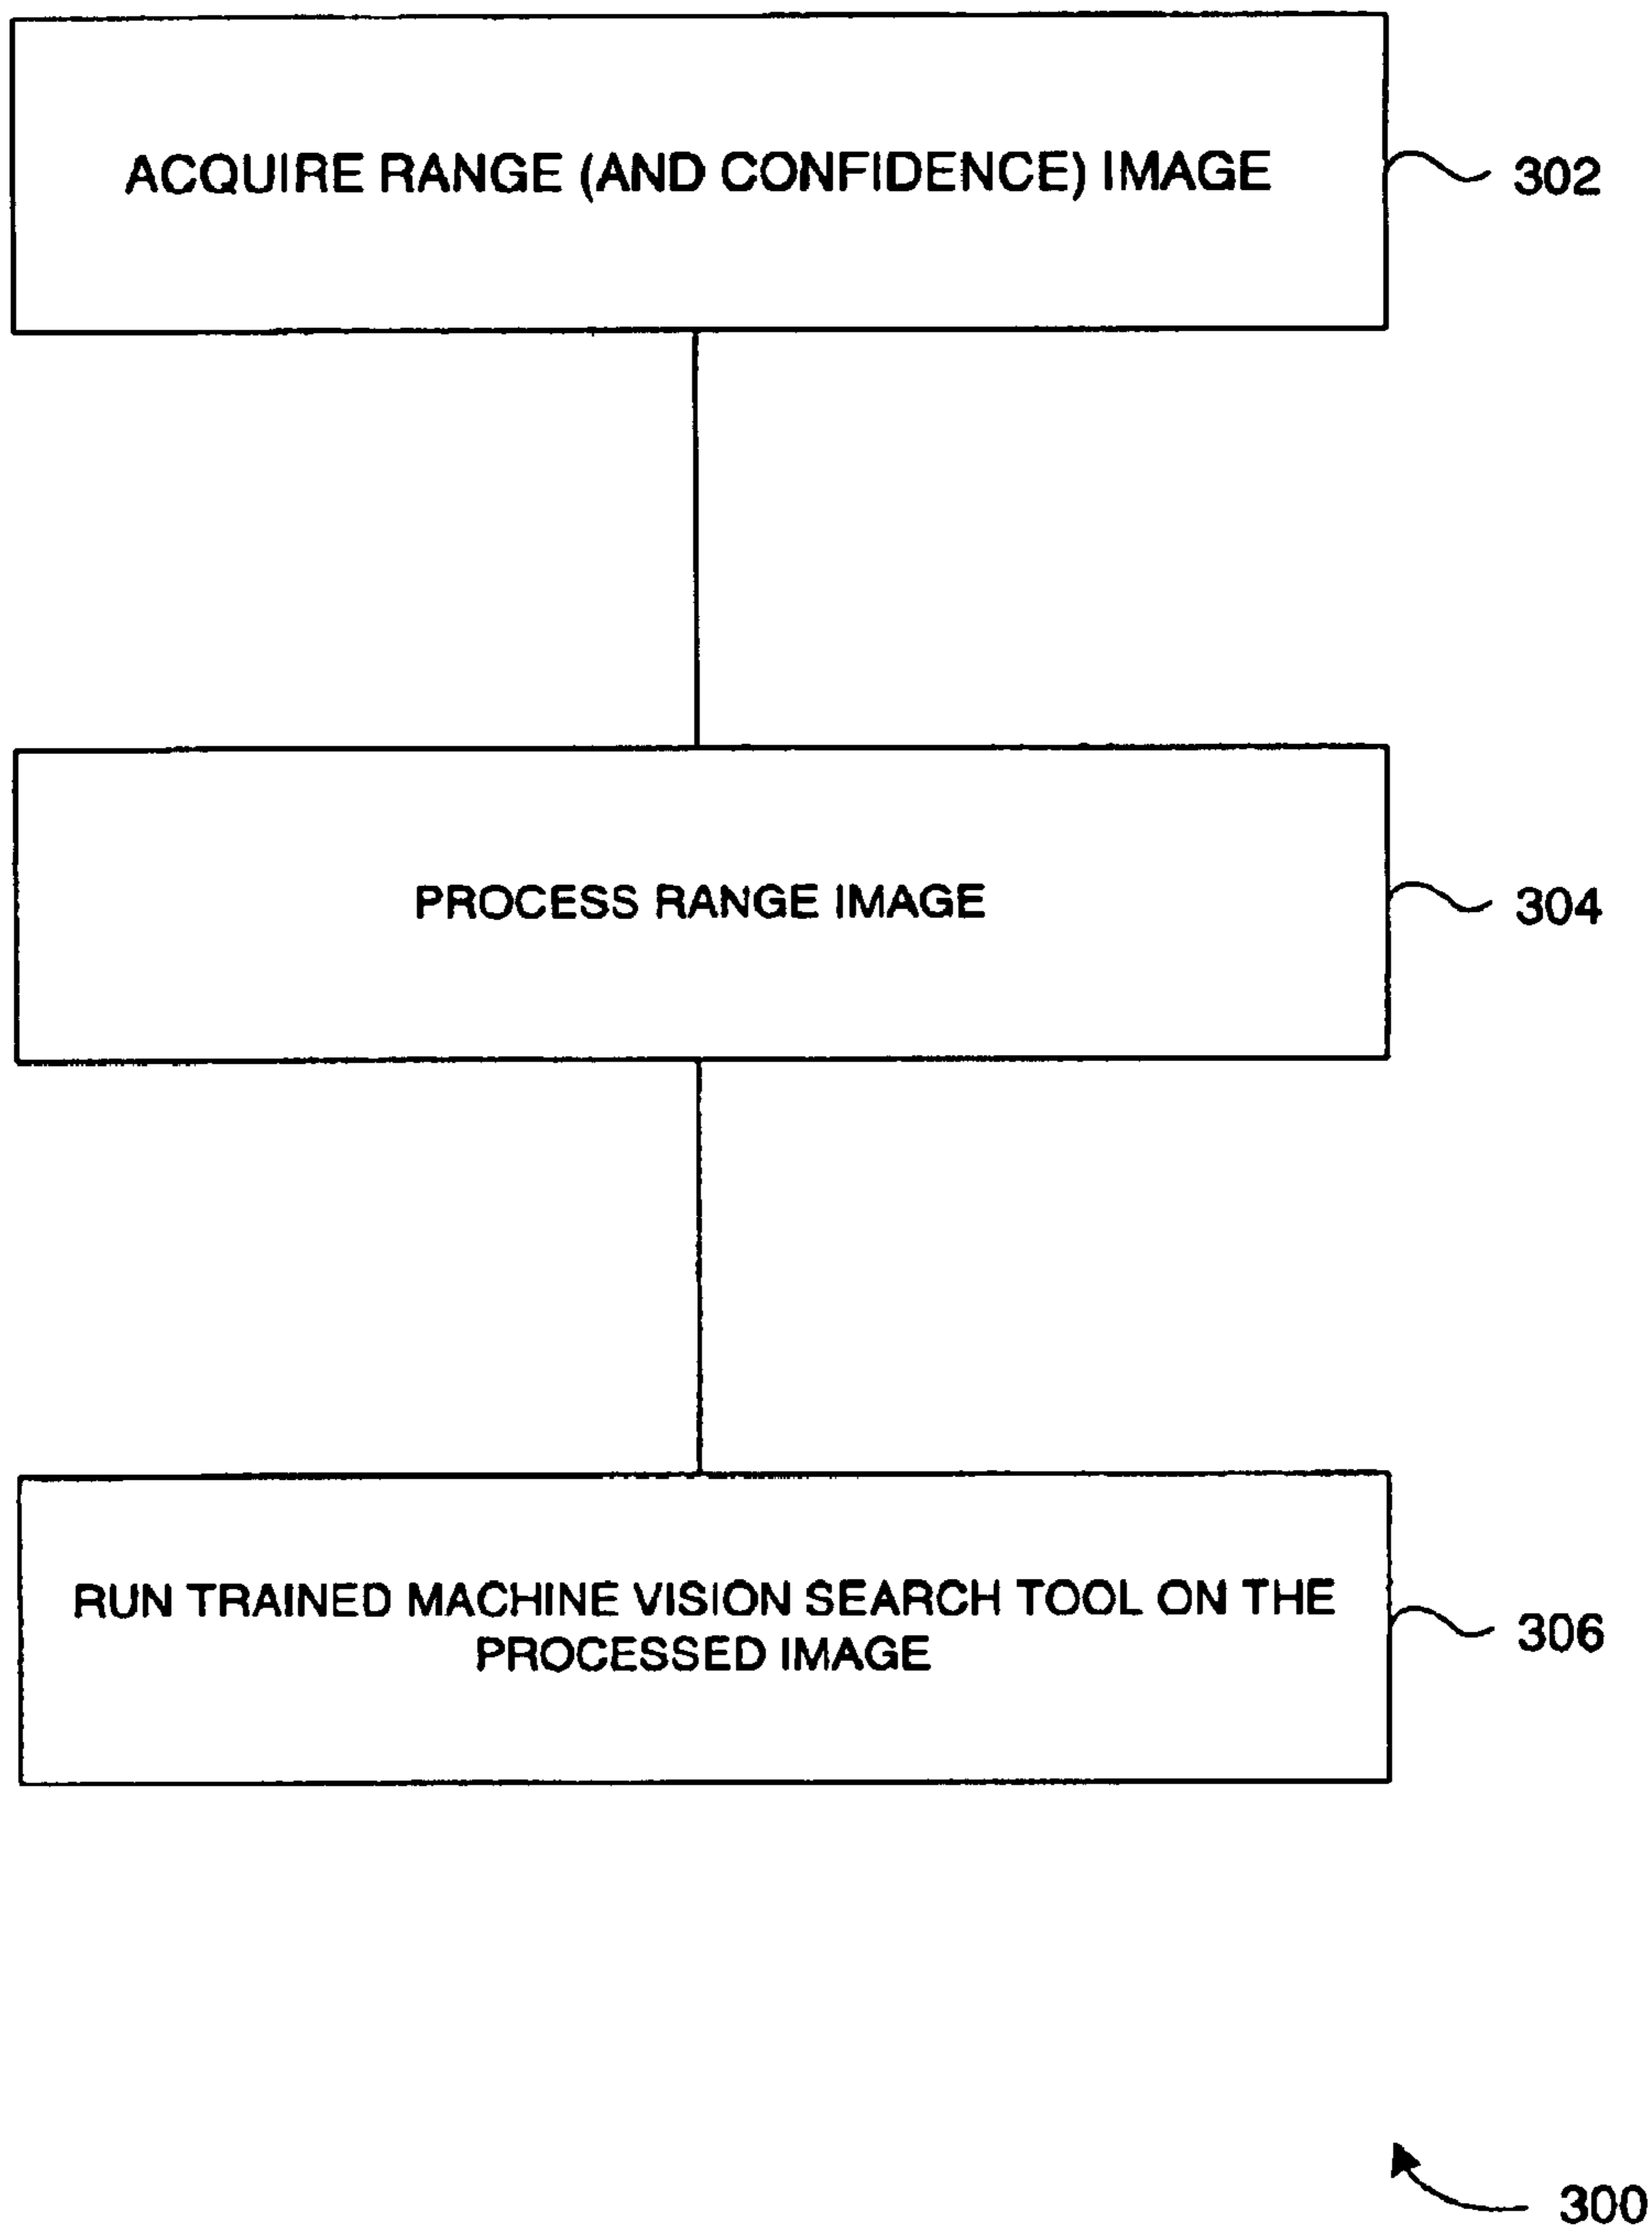 ACQUIRE RANGE (AND CONFIDENCE) IMAGE
302
PROCESS RANGE IMAGE
304
RUN TRAINED MACHINE VISION SEARCH TOOL ON THE
PROCESSED IMAGE
306
300